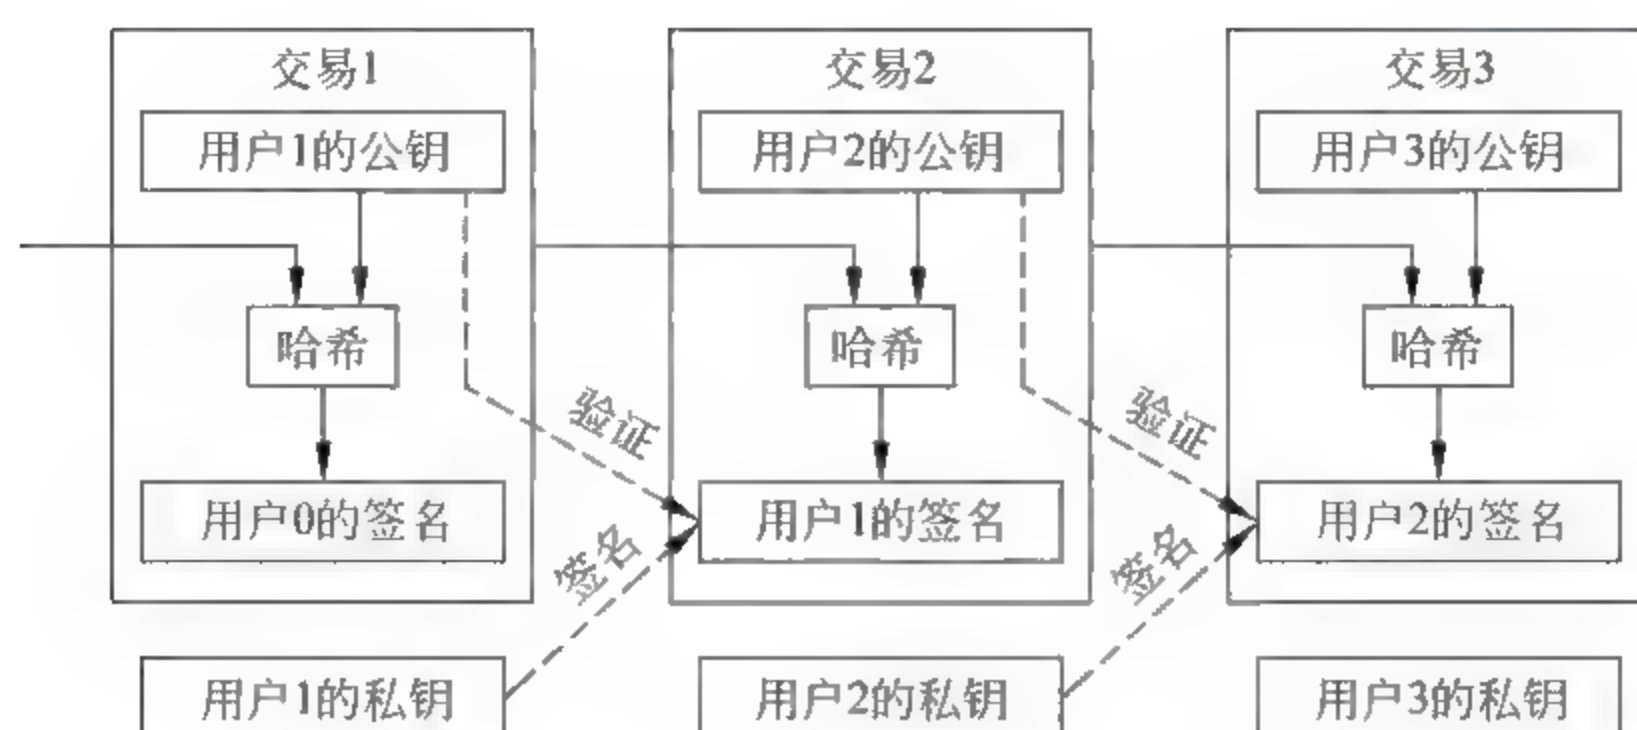 交易1
交易2
交易3
用户1的公钥
用户2的公钥
用户3的公钥
哈希
哈希
哈希
验证
验证
用户0的签名
用户1的签名
用户2的签名
签名
签名
用户1的私钥
用户2的私钥
用户3的私钥